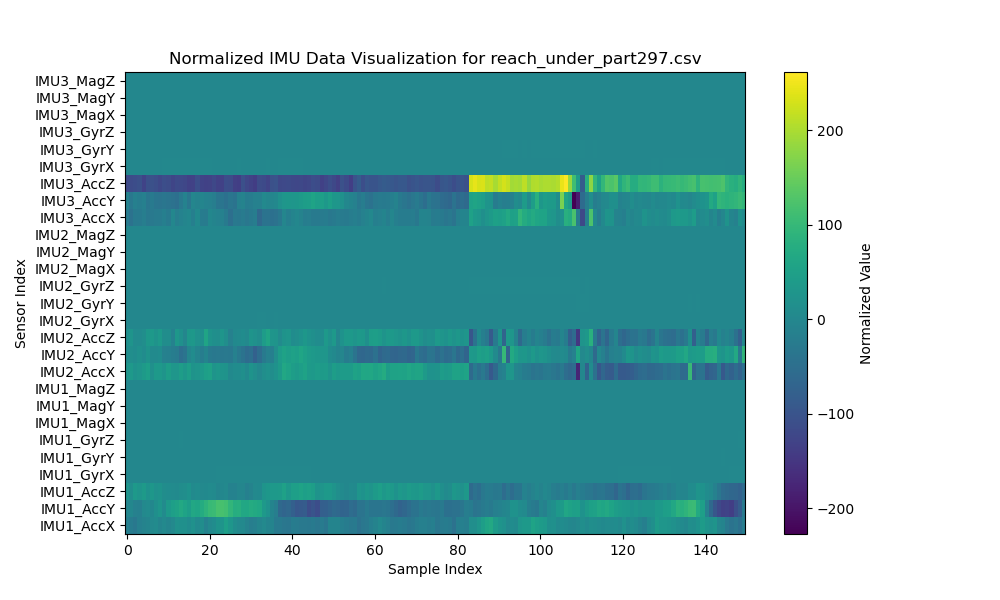 Normalized IMU Data Visualization for reach_under_part297.csv
IMU3_MagZ
IMU3_MagY
IMU3_MagX
IMU3_GyrZ
IMU3_GyrY
IMU3_GyrX
IMU3_AccZ
IMU3_AccY
IMU3_AccX
IMU2_MagZ
IMU2_MagY
IMU2_MagX
IMU2_GyrZ
IMU2_GyrY
IMU2_GyrX
IMU2_AccZ
IMU2_AccY
IMU2_AccX
IMU1_MagZ
IMU1_MagY
IMU1_MagX
IMU1_GyrZ
IMU1_GyrY
IMU1_GyrX
IMU1_AccZ
IMU1_AccY
IMU1_AccX
Sensor Index
0 20 40 60 80 100 120 140
Sample Index
200
100
0
−100
−200
Normalized Value